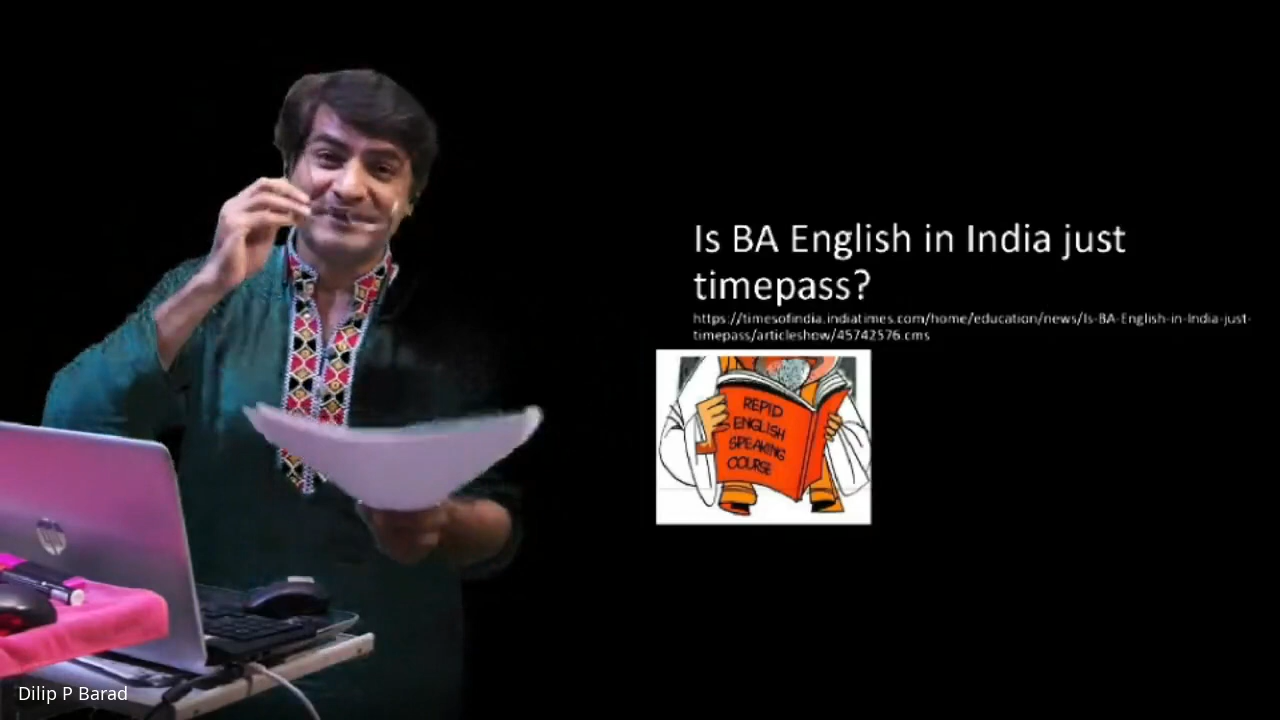 Is BA English in India just
timepass?
https://timesofindia.indiatimes.com/home/education/news/Is-BA-English-in-India-just-
timepass/articleshow/45742576.cms
REPID
ENGLISH
SPEAKING
COURSE
hp
Dilip P Barad